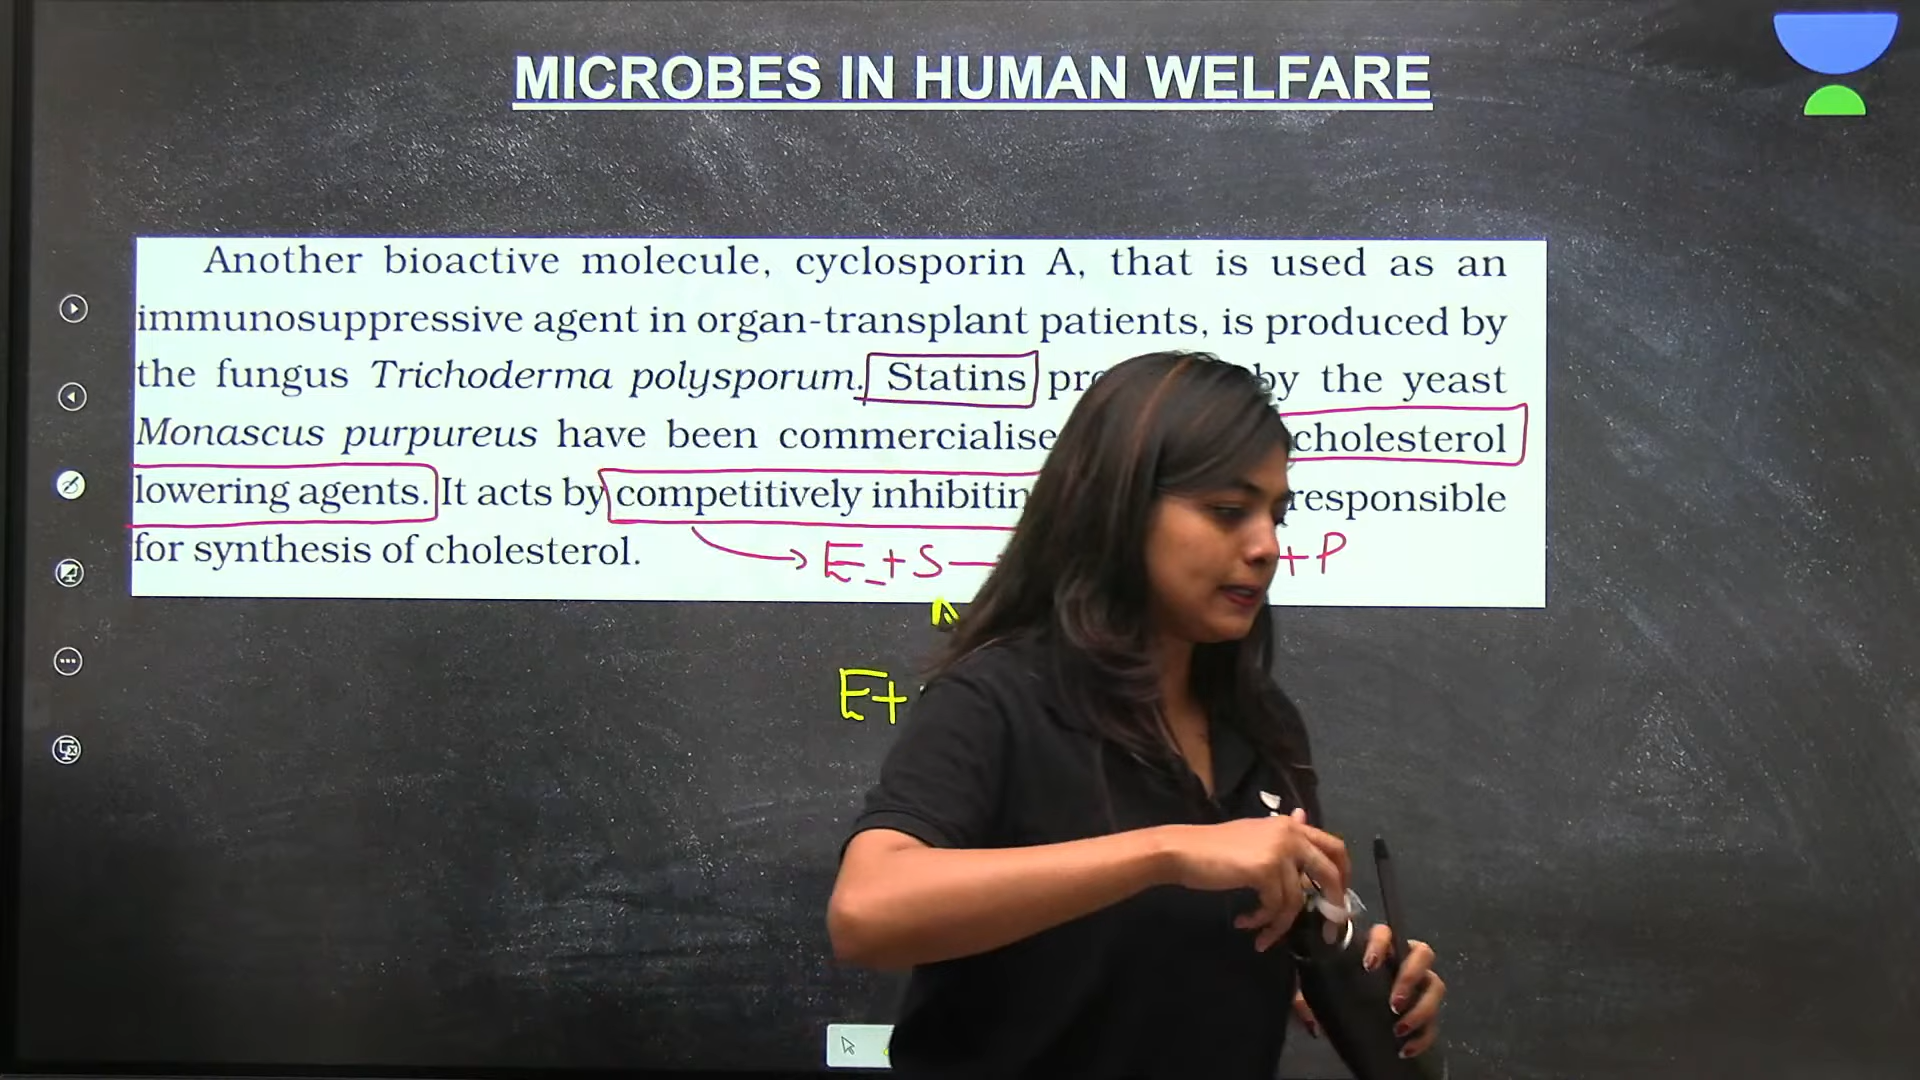 MICROBES IN HUMAN WELFARE
Another bioactive molecule, cyclosporin A, that is used as an
immunosuppressive agent in organ-transplant patients, is produced by
the fungus Trichoderma polysporum. Statins by the yeast
Monascus purpureus have been cholesterol
lowering agents. It acts by competitively responsible
for synthesis of cholesterol.
E + S + P
E+